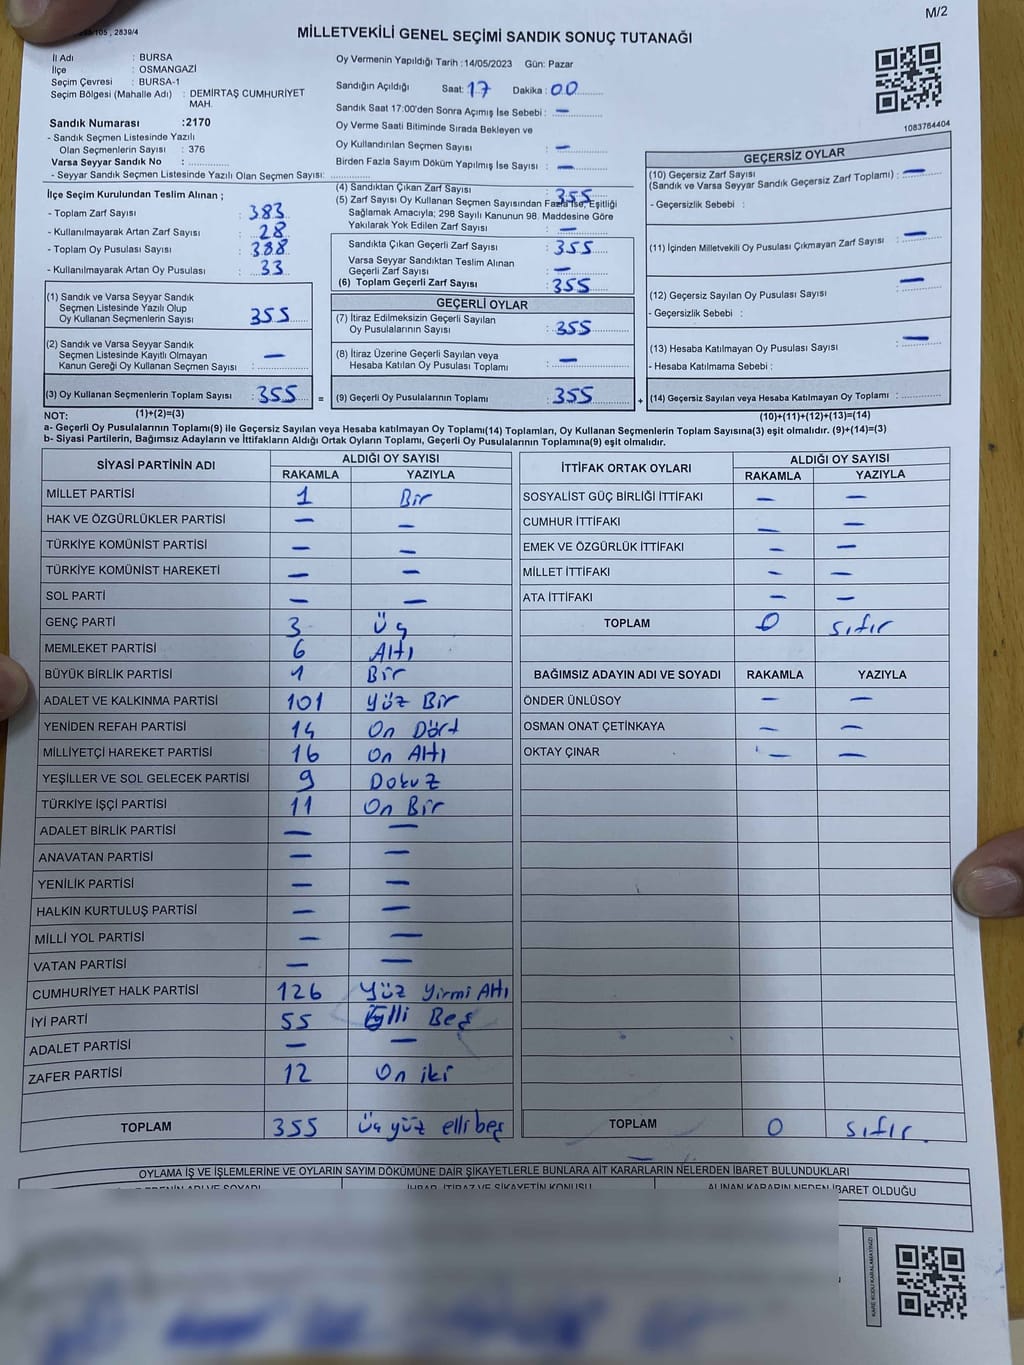 M/2
, 2839/4
MİLLETVEKİLİ GENEL SEÇİMİ SANDIK SONUÇ TUTANAĞI
İl Adı : BURSA
İlçe : OSMANGAZİ
Seçim Çevresi : BURSA-1
Seçim Bölgesi (Mahalle Adı) : DEMİRTAŞ CUMHURİYET
MAH.
Sandık Numarası :2170
- Sandık Seçmen Listesinde Yazılı
Olan Seçmenlerin Sayısı : 376
Varsa Seyyar Sandık No :
- Seyyar Sandık Seçmen Listesinde Yazılı Olan Seçmen Sayısı:
Oy Vermenin Yapıldığı Tarih :14/05/2023 Gün: Pazar
Sandığın Açıldığı Saat: 17 Dakika : 00
Sandık Saat 17:00'den Sonra Açımış İse Sebebi : —
Oy Verme Saati Bitiminde Sırada Bekleyen ve
Oy Kullandırılan Seçmen Sayısı : —
Birden Fazla Sayım Döküm Yapılmış İse Sayısı : —
1083764404
İlçe Seçim Kurulundan Teslim Alınan ;
- Toplam Zarf Sayısı : 383
- Kullanılmayarak Artan Zarf Sayısı : 28
- Toplam Oy Pusulası Sayısı : 388
- Kullanılmayarak Artan Oy Pusulası : 33
(1) Sandık ve Varsa Seyyar Sandık
Seçmen Listesinde Yazılı Olup
Oy Kullanan Seçmenlerin Sayısı 355
(2) Sandık ve Varsa Seyyar Sandık
Seçmen Listesinde Kayıtlı Olmayan
Kanun Gereği Oy Kullanan Seçmen Sayısı : —
(3) Oy Kullanan Seçmenlerin Toplam Sayısı : 355
(1)+(2)=(3)
(4) Sandıktan Çıkan Zarf Sayısı : 355
(5) Zarf Sayısı Oy Kullanan Seçmen Sayısından Fazla ise, Eşitliği
Sağlamak Amacıyla; 298 Sayılı Kanunun 98. Maddesine Göre
Yakılarak Yok Edilen Zarf Sayısı : —
Sandıkta Çıkan Geçerli Zarf Sayısı : 355
Varsa Seyyar Sandıktan Teslim Alınan
Geçerli Zarf Sayısı : —
(6) Toplam Geçerli Zarf Sayısı : 355
GEÇERLİ OYLAR
(7) İtiraz Edilmeksizin Geçerli Sayılan
Oy Pusulalarının Sayısı : 355
(8) İtiraz Üzerine Geçerli Sayılan veya
Hesaba Katılan Oy Pusulası Toplamı : —
= (9) Geçerli Oy Pusulalarının Toplamı : 355 +
GEÇERSİZ OYLAR
(10) Geçersiz Zarf Sayısı
(Sandık ve Varsa Seyyar Sandık Geçersiz Zarf Toplamı) : —
- Geçersizlik Sebebi :
(11) İçinden Milletvekili Oy Pusulası Çıkmayan Zarf Sayısı : —
(12) Geçersiz Sayılan Oy Pusulası Sayısı : —
- Geçersizlik Sebebi :
(13) Hesaba Katılmayan Oy Pusulası Sayısı : —
- Hesaba Katılmama Sebebi :
(14) Geçersiz Sayılan veya Hesaba Katılmayan Oy Toplamı :
(10)+(11)+(12)+(13)=(14)
NOT:
a- Geçerli Oy Pusulalarının Toplamı(9) ile Geçersiz Sayılan veya Hesaba katılmayan Oy Toplamı(14) Toplamları, Oy Kullanan Seçmenlerin Toplam Sayısına(3) eşit olmalıdır. (9)+(14)=(3)
b- Siyasi Partilerin, Bağımsız Adayların ve İttifakların Aldığı Ortak Oyların Toplamı, Geçerli Oy Pusulalarının Toplamına(9) eşit olmalıdır.
SİYASİ PARTİNİN ADI ALDIĞI OY SAYISI
RAKAMLA YAZIYLA
MİLLET PARTİSİ 1 Bir
HAK VE ÖZGÜRLÜKLER PARTİSİ — —
TÜRKİYE KOMÜNİST PARTİSİ — —
TÜRKİYE KOMÜNİST HAREKETİ — —
SOL PARTİ — —
GENÇ PARTİ 3 Üç
MEMLEKET PARTİSİ 6 Altı
BÜYÜK BİRLİK PARTİSİ 1 Bir
ADALET VE KALKINMA PARTİSİ 101 Yüz Bir
YENİDEN REFAH PARTİSİ 14 On Dört
MİLLİYETÇİ HAREKET PARTİSİ 16 On Altı
YEŞİLLER VE SOL GELECEK PARTİSİ 9 Dokuz
TÜRKİYE İŞÇİ PARTİSİ 11 On Bir
ADALET BİRLİK PARTİSİ — —
ANAVATAN PARTİSİ — —
YENİLİK PARTİSİ — —
HALKIN KURTULUŞ PARTİSİ — —
MİLLİ YOL PARTİSİ — —
VATAN PARTİSİ — —
CUMHURİYET HALK PARTİSİ 126 Yüz Yirmi Altı
İYİ PARTİ 55 Elli Beş
ADALET PARTİSİ — —
ZAFER PARTİSİ 12 On iki
TOPLAM 355 Üç yüz elli beş
İTTİFAK ORTAK OYLARI ALDIĞI OY SAYISI
RAKAMLA YAZIYLA
SOSYALİST GÜÇ BİRLİĞİ İTTİFAKI — —
CUMHUR İTTİFAKI — —
EMEK VE ÖZGÜRLÜK İTTİFAKI — —
MİLLET İTTİFAKI — —
ATA İTTİFAKI — —
TOPLAM 0 sıfır
BAĞIMSIZ ADAYIN ADI VE SOYADI RAKAMLA YAZIYLA
ÖNDER ÜNLÜSOY — —
OSMAN ONAT ÇETİNKAYA — —
OKTAY ÇINAR — —
TOPLAM 0 sıfır.
OYLAMA İŞ VE İŞLEMLERİNE VE OYLARIN SAYIM DÖKÜMÜNE DAİR ŞİKAYETLERLE BUNLARA AİT KARARLARIN NELERDEN İBARET BULUNDUKLARI
İHBAR, İTİRAZ VE ŞİKAYETİN KONUSU ALINAN KARARIN NEDEN İBARET OLDUĞU
KARE KODU KARALAMAYINIZ!